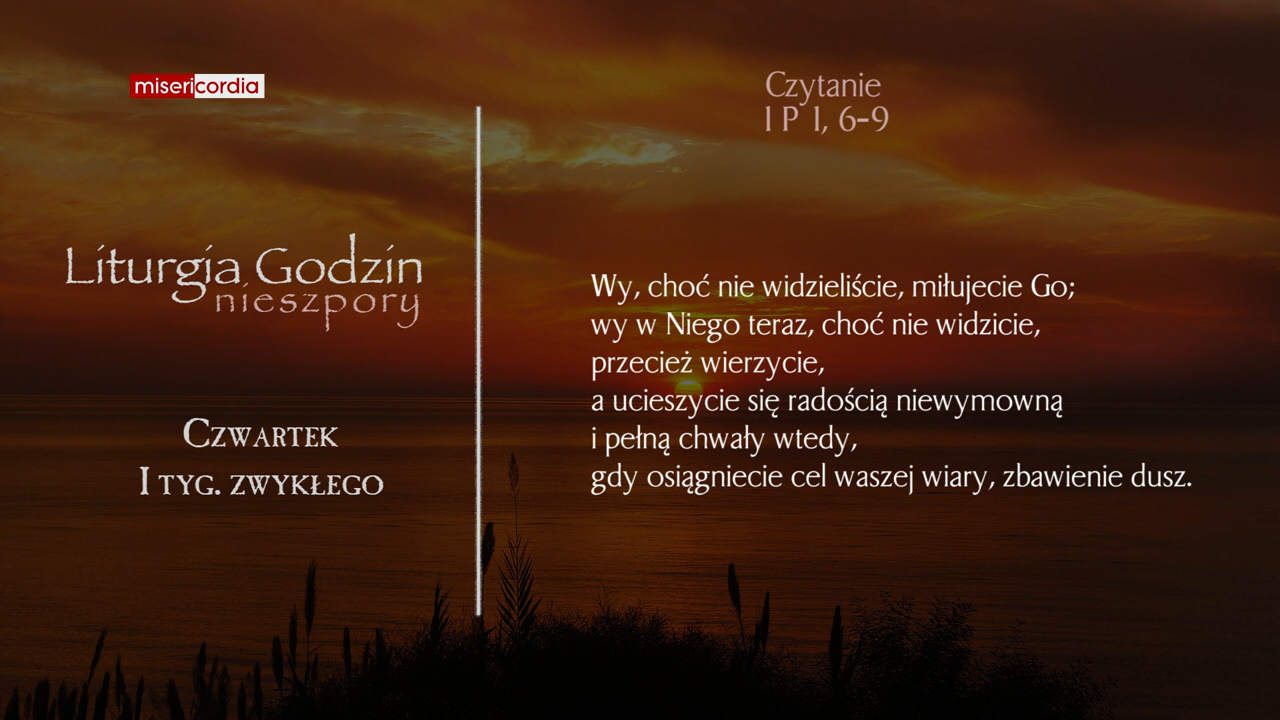 misericordia
Liturgia Godzin
nieszpory
Czwartek
I tyg. zwykłego
Czytanie
1 P 1, 6-9
Wy, choć nie widzieliście, miłujecie Go;
wy w Niego teraz, choć nie widzicie,
przecież wierzycie,
a ucieszycie się radością niewymowną
i pełną chwały wtedy,
gdy osiągniecie cel waszej wiary, zbawienie dusz.